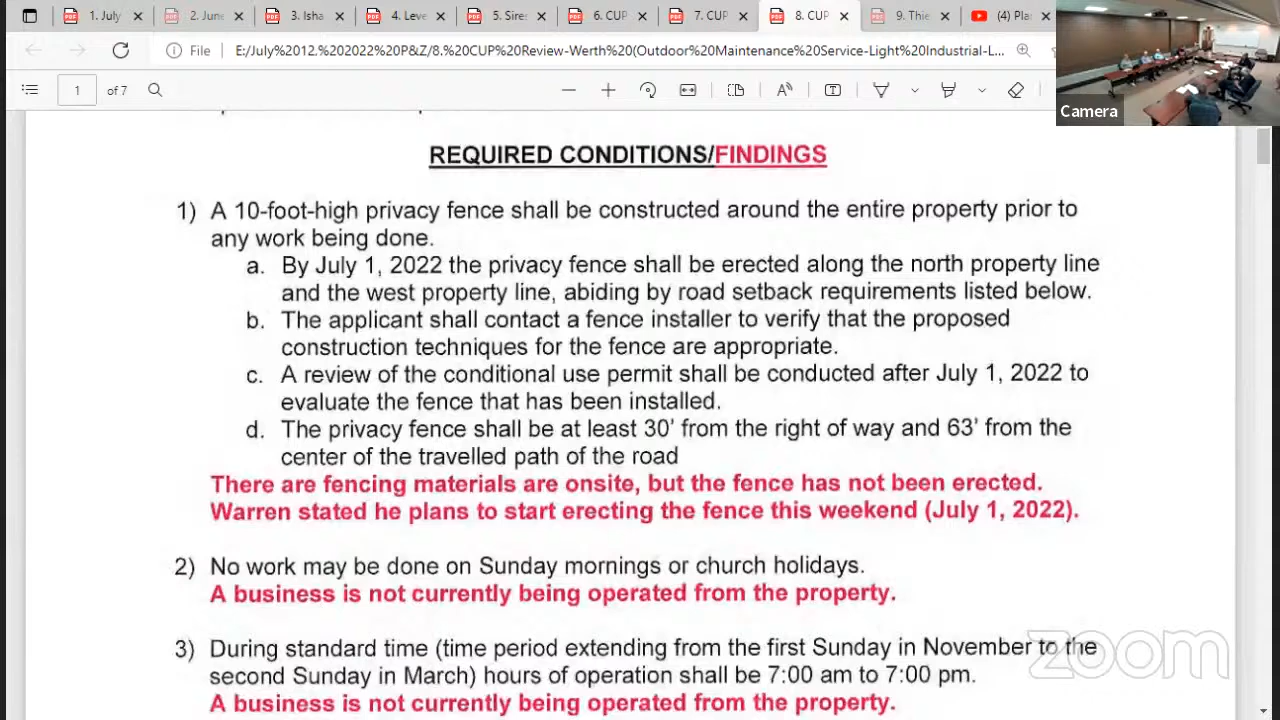 1. July
2. June
3. Isha
4. Leve
5. Sire
6. CUP
7. CUP
8. CUP
9. Thie
(4) Pla
File
E:/July%2012.%202022%20P&Z/8.%20CUP%20Review-Werth%20(Outdoor%20Maintenance%20Service-Light%20Industrial-L...
1 of 7
Camera
REQUIRED CONDITIONS/FINDINGS
1) A 10-foot-high privacy fence shall be constructed around the entire property prior to
any work being done.
a. By July 1, 2022 the privacy fence shall be erected along the north property line
and the west property line, abiding by road setback requirements listed below.
b. The applicant shall contact a fence installer to verify that the proposed
construction techniques for the fence are appropriate.
c. A review of the conditional use permit shall be conducted after July 1, 2022 to
evaluate the fence that has been installed.
d. The privacy fence shall be at least 30' from the right of way and 63' from the
center of the travelled path of the road
There are fencing materials are onsite, but the fence has not been erected.
Warren stated he plans to start erecting the fence this weekend (July 1, 2022).
2) No work may be done on Sunday mornings or church holidays.
A business is not currently being operated from the property.
3) During standard time (time period extending from the first Sunday in November to the
second Sunday in March) hours of operation shall be 7:00 am to 7:00 pm.
A business is not currently being operated from the property.
zoom